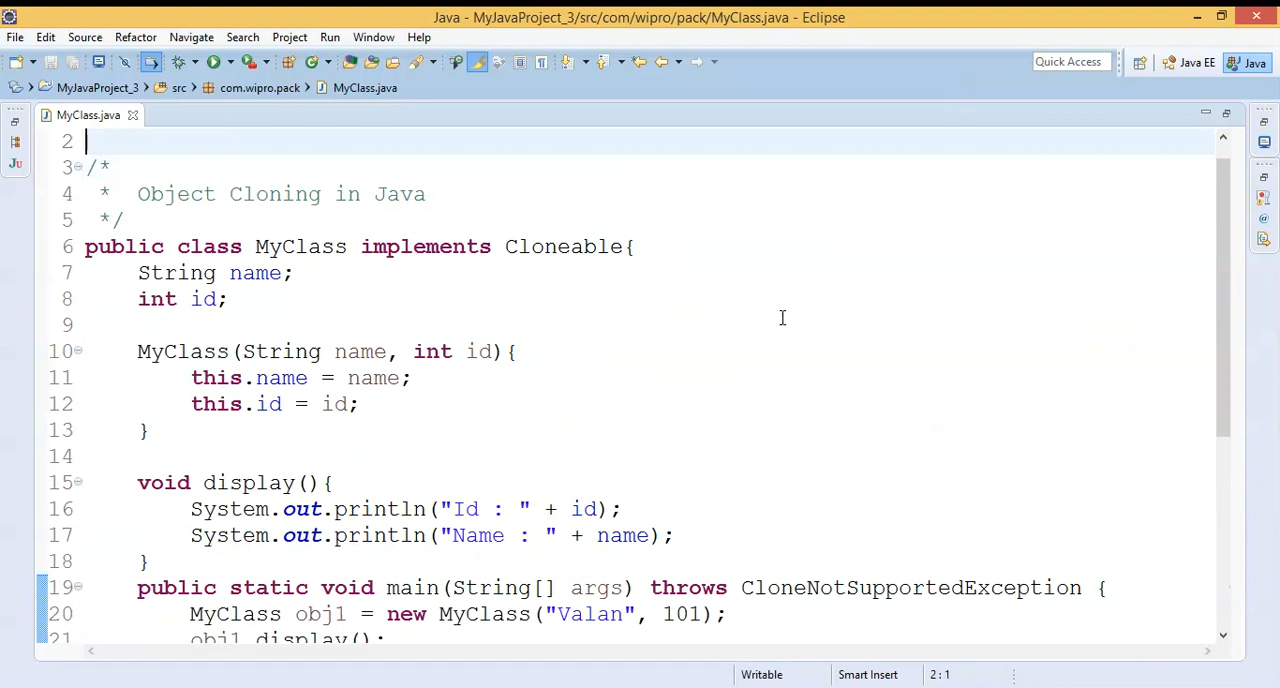 Java - MyJavaProject_3/src/com/wipro/pack/MyClass.java - Eclipse
File Edit Source Refactor Navigate Search Project Run Window Help
Quick Access Java EE Java
MyJavaProject_3 src com.wipro.pack MyClass.java
MyClass.java
2
3 /*
4 * Object Cloning in Java
5 */
6 public class MyClass implements Cloneable{
7 String name;
8 int id;
9
10 MyClass(String name, int id){
11 this.name = name;
12 this.id = id;
13 }
14
15 void display(){
16 System.out.println("Id : " + id);
17 System.out.println("Name : " + name);
18 }
19 public static void main(String[] args) throws CloneNotSupportedException {
20 MyClass obj1 = new MyClass("Valan", 101);
21 obj1.display();
Writable Smart Insert 2 : 1